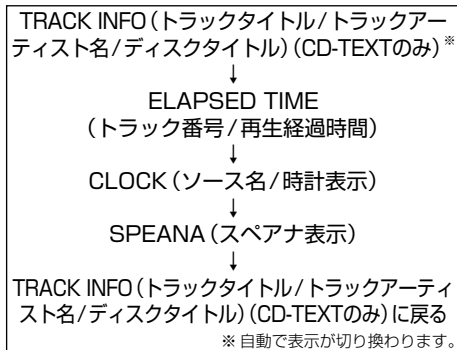 TRACK INFO（トラックタイトル/トラックアー
ティスト名/ディスクタイトル）（CD-TEXTのみ）※
↓
ELAPSED TIME
（トラック番号/再生経過時間）
↓
CLOCK（ソース名/時計表示）
↓
SPEANA（スペアナ表示）
↓
TRACK INFO（トラックタイトル/トラックアーティ
スト名/ディスクタイトル）（CD-TEXTのみ）に戻る
※ 自動で表示が切り換わります。